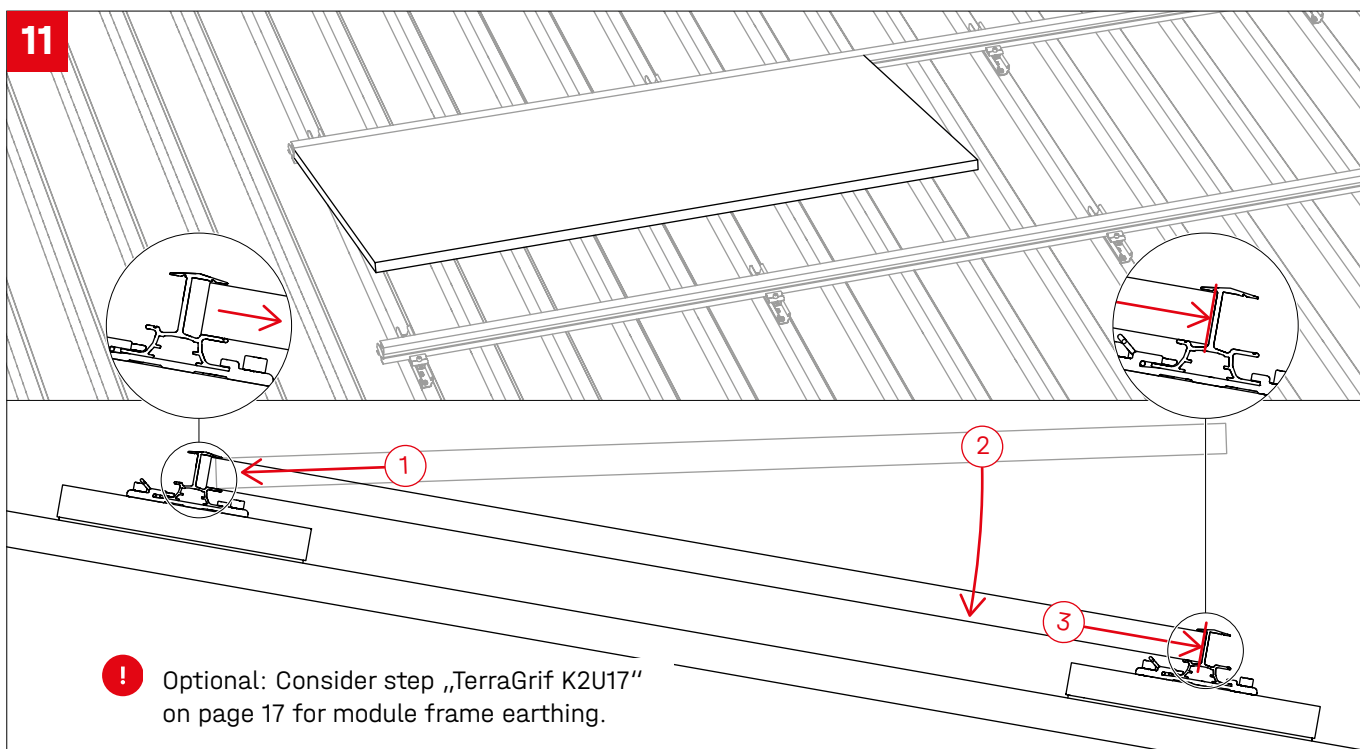 11
1
2
3
!
Optional: Consider step „TerraGrif K2U17“
on page 17 for module frame earthing.